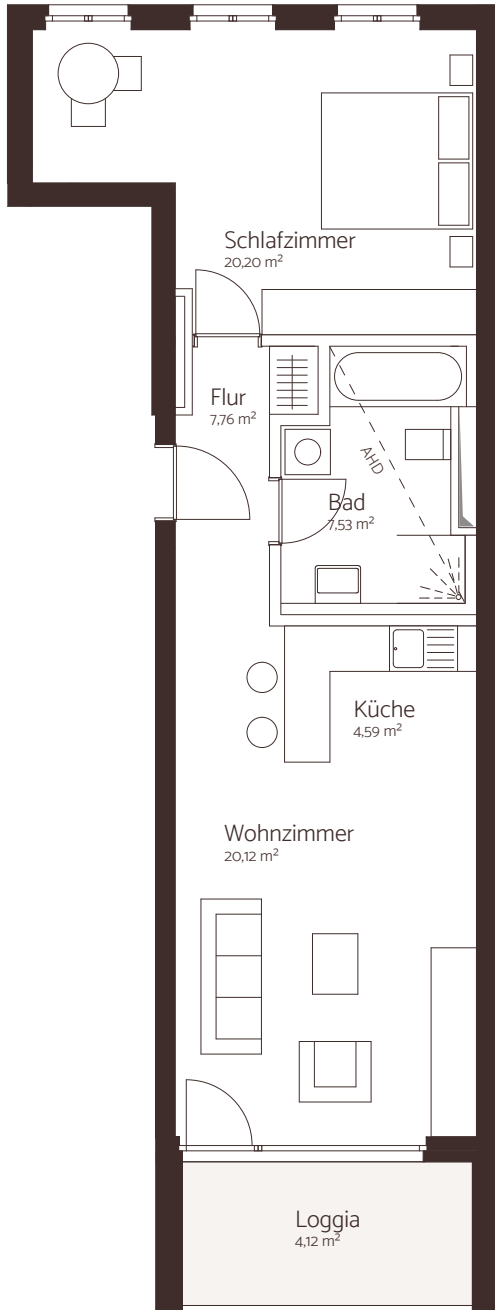 Schlafzimmer
20,20 m²
Flur
7,76 m²
AHD
Bad
7,53 m²
Küche
4,59 m²
Wohnzimmer
20,12 m²
Loggia
4,12 m²